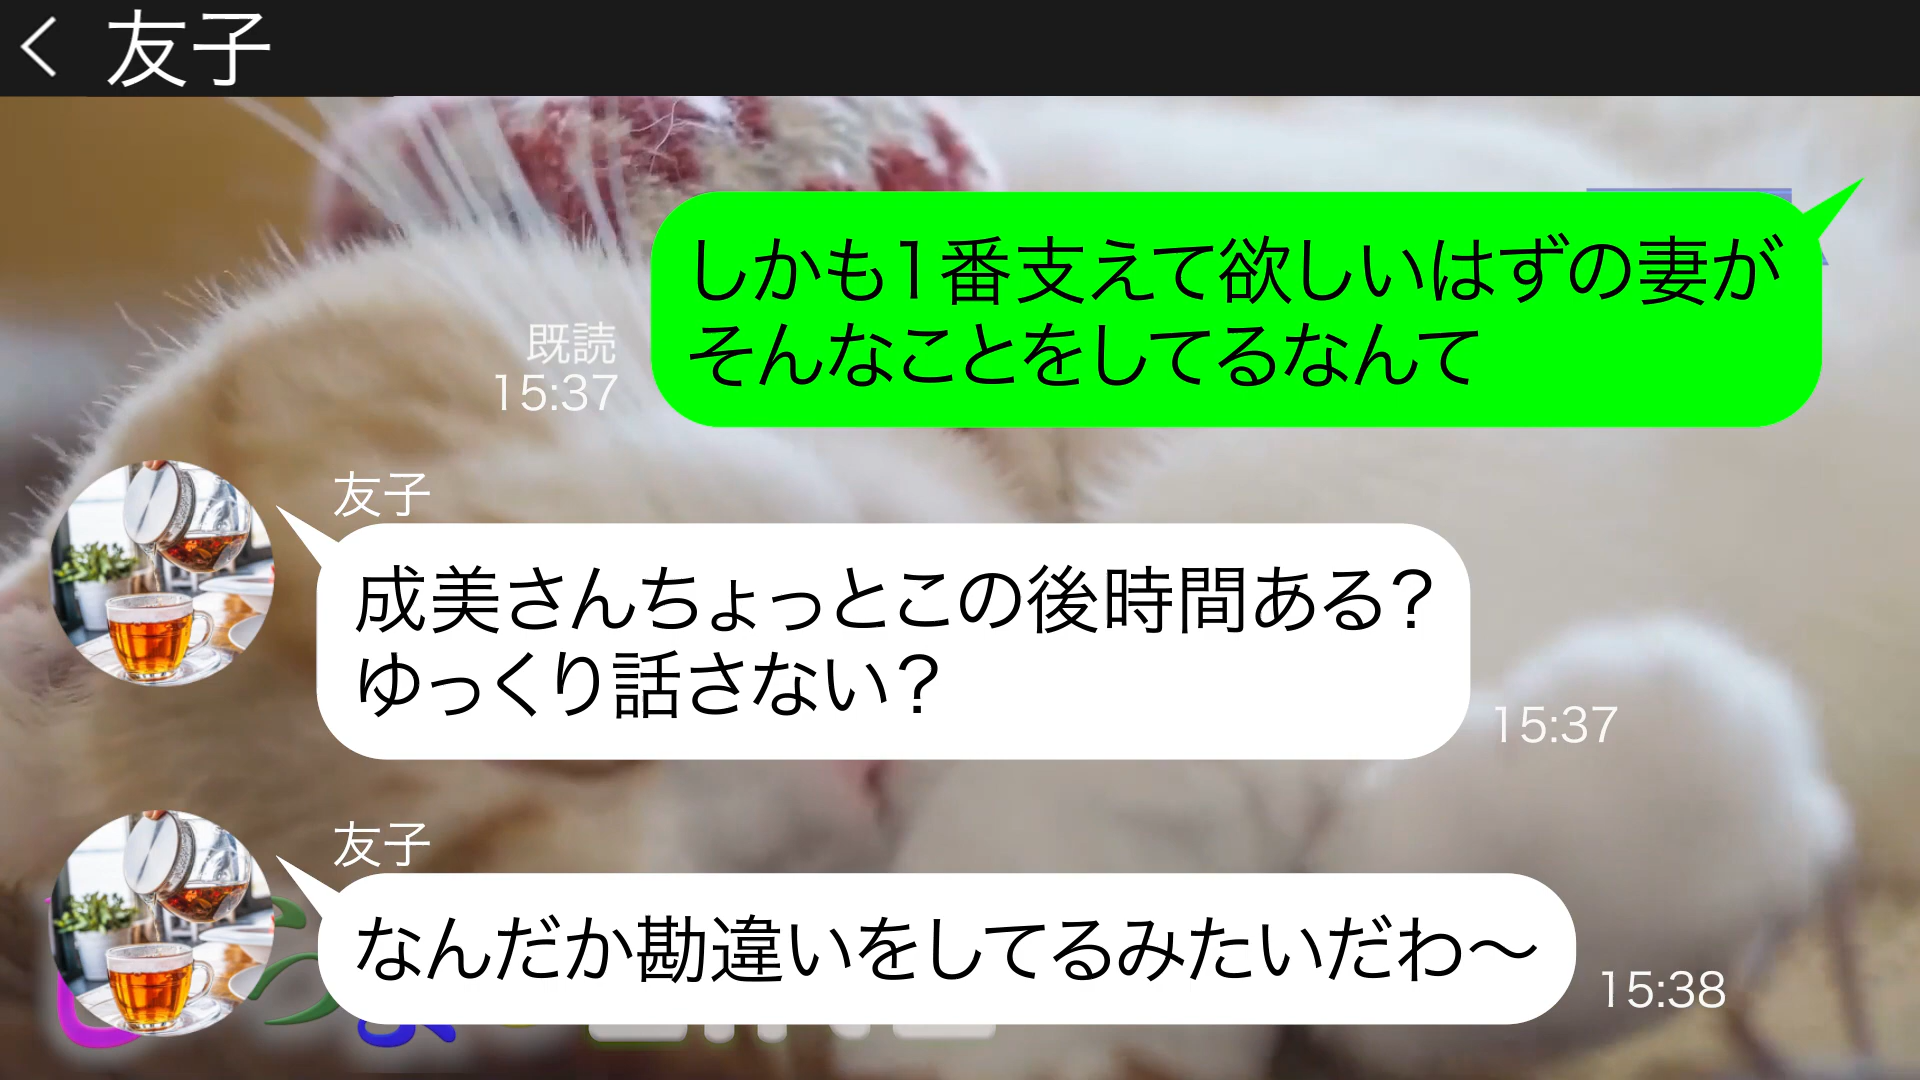 友子
しかも1番支えて欲しいはずの妻が
そんなことをしてるなんて
既読
15:37
友子
成美さんちょっとこの後時間ある?
ゆっくり話さない?
15:37
友子
なんだか勘違いをしてるみたいだわ～
15:38